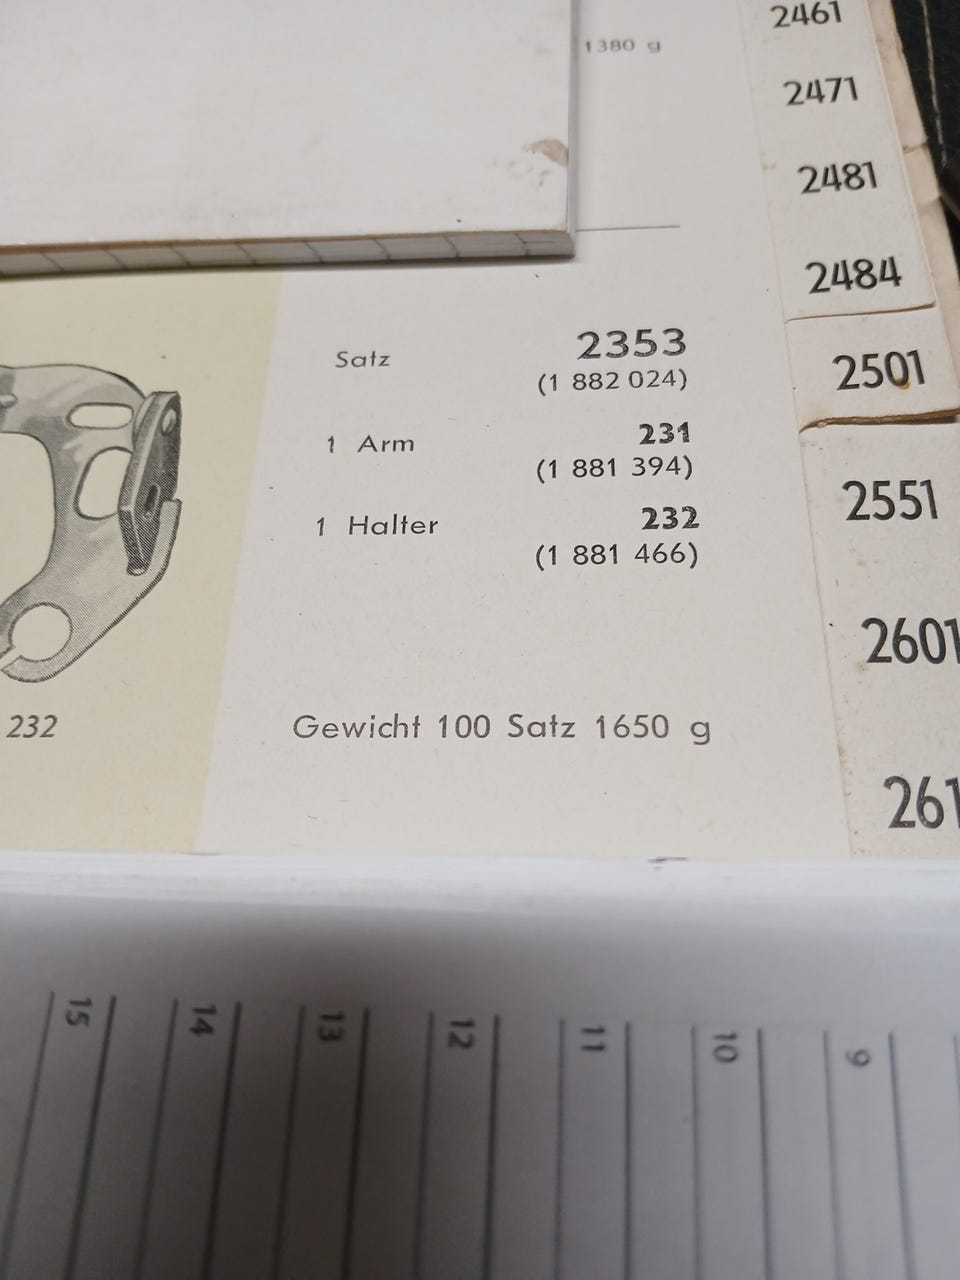 1380 g
Satz 2353
(1 882 024)
1 Arm 231
(1 881 394)
1 Halter 232
(1 881 466)
232
Gewicht 100 Satz 1650 g
2461
2471
2481
2484
2501
2551
2601
261
15 14 13 12 11 10 9